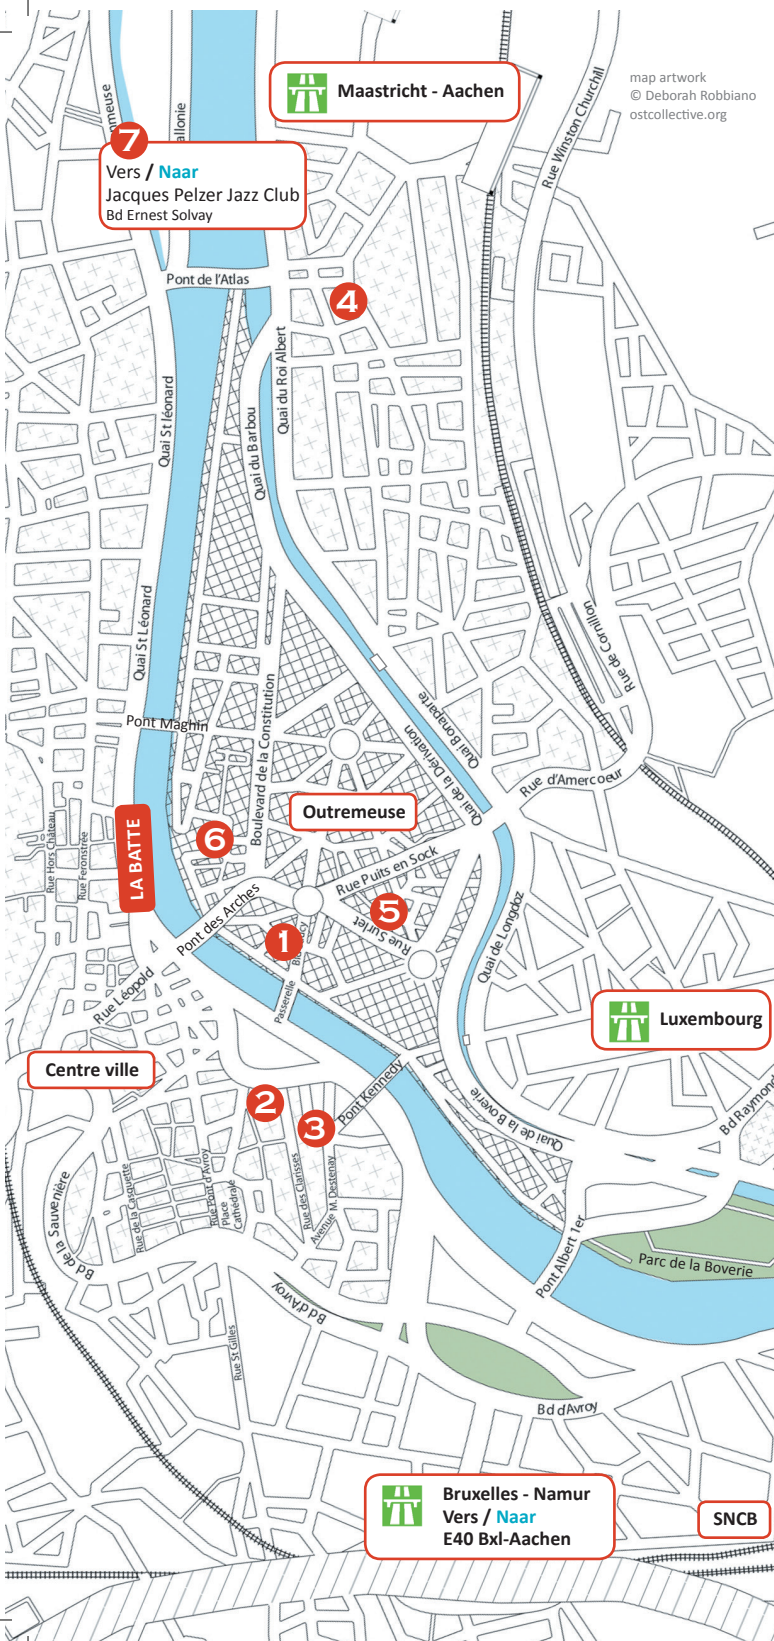 map artwork
© Deborah Robbiano
ostcollective.org
Maastricht - Aachen
Rue Winston Churchill
7
Vers / Naar
Jacques Pelzer Jazz Club
Bd Ernest Solvay
Pont de l'Atlas
4
Quai St léonard
Quai du Barbou
Quai du Roi Albert
Quai St Léonard
Rue de Cornillon
Pont Maghin
Boulevard de la Constitution
Quai Bonaparte
Quai de la Dérivation
Rue d'Amercoeur
Outremeuse
LA BATTE
Rue Hors Château
Rue Feronstrée
6
Rue Puits en Sock
5
Rue Surlet
Pont des Arches
1
Passerelle
Quai de Longdoz
Rue Léopold
Luxembourg
Centre ville
2
3
Pont Kennedy
Quai de la Boverie
Bd Raymond
Bd de la Sauvenière
Rue de la Casquette
Rue Pont d'Avroy
Place
Cathédrale
Rue des Clarisses
Avenue M. Destenay
Pont Albert 1er
Parc de la Boverie
Bd d'Avroy
Rue St Gilles
Bd d'Avroy
Bruxelles - Namur
Vers / Naar
E40 Bxl-Aachen
SNCB